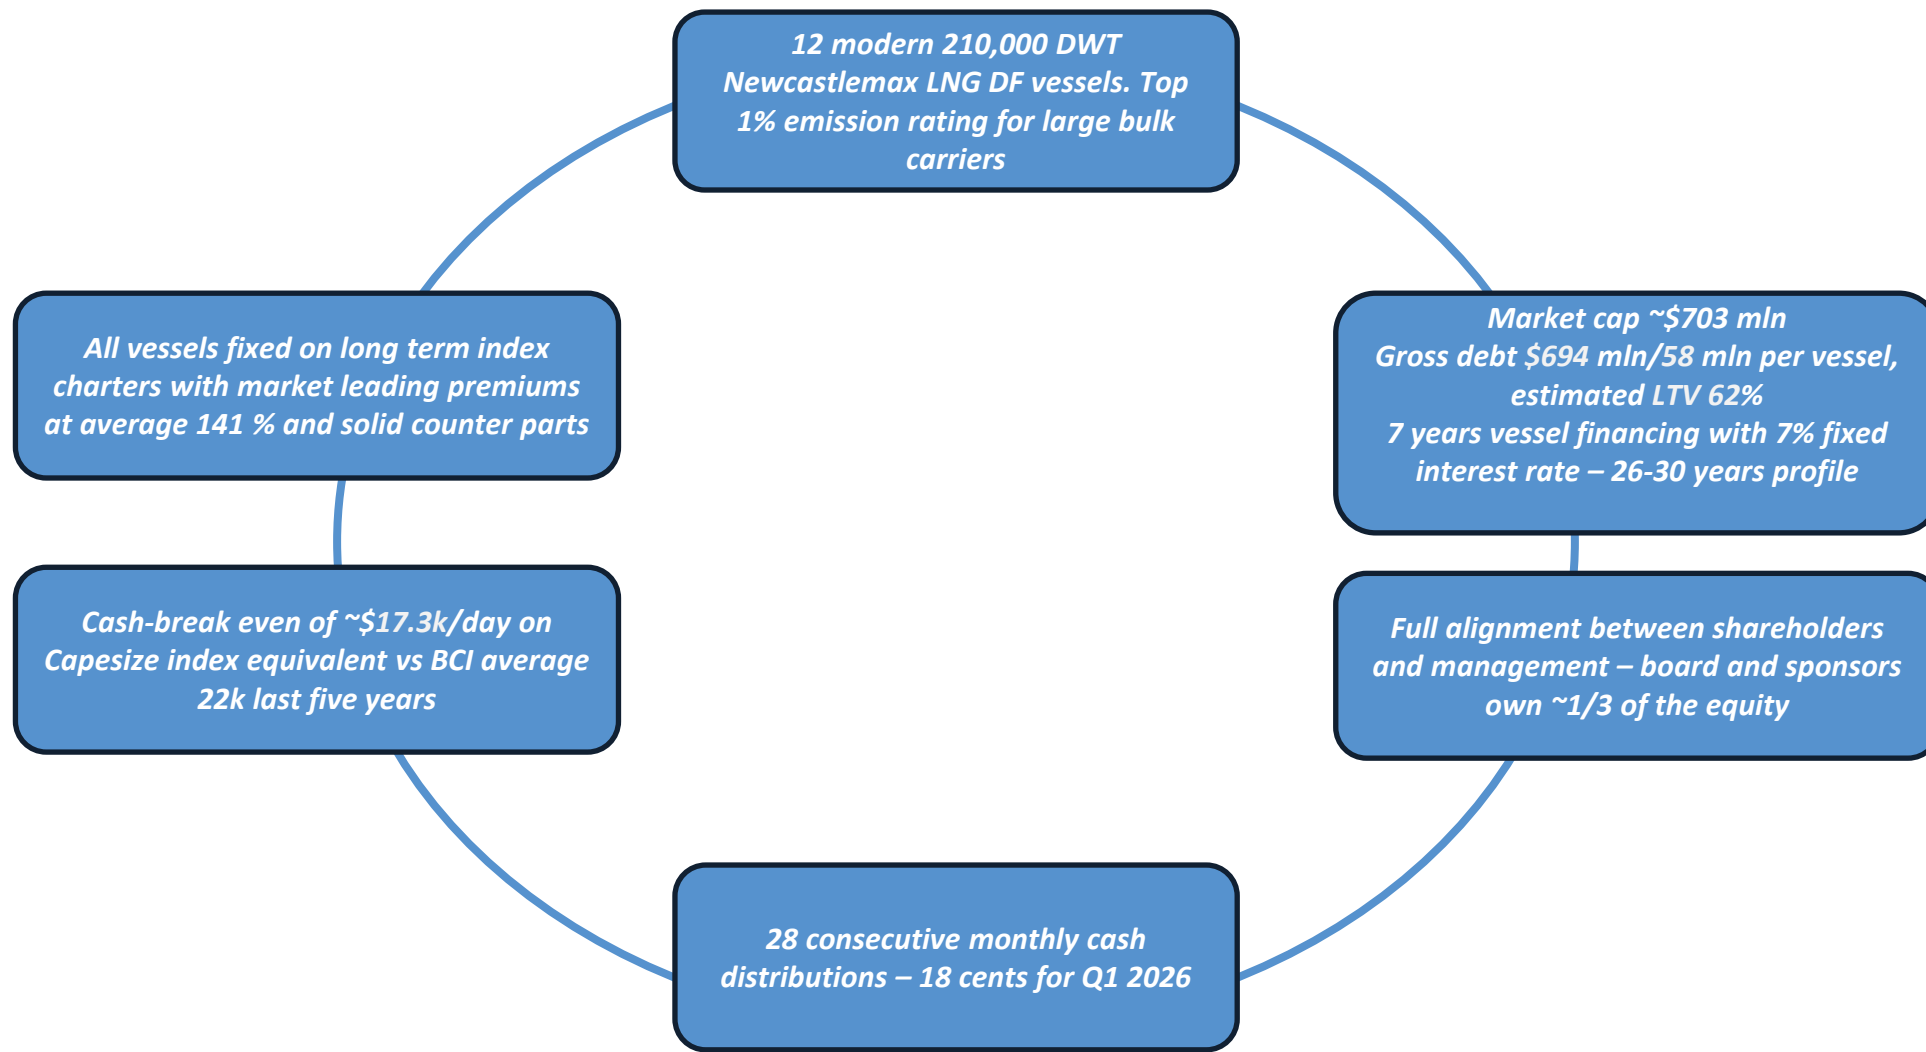 12 modern 210,000 DWT
Newcastlemax LNG DF vessels. Top
1% emission rating for large bulk
carriers
All vessels fixed on long term index
charters with market leading premiums
at average 141 % and solid counter parts
Market cap ~$703 mln
Gross debt $694 mln/58 mln per vessel,
estimated LTV 62%
7 years vessel financing with 7% fixed
interest rate – 26-30 years profile
Cash-break even of ~$17.3k/day on
Capesize index equivalent vs BCI average
22k last five years
Full alignment between shareholders
and management – board and sponsors
own ~1/3 of the equity
28 consecutive monthly cash
distributions – 18 cents for Q1 2026